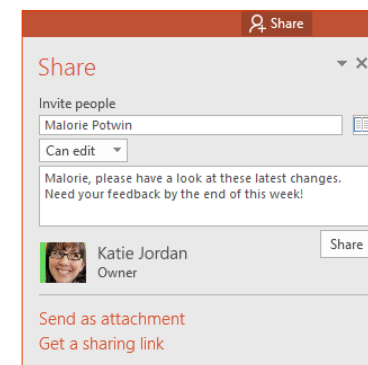 Share
Share
Invite people
Malorie Potwin
Can edit
Malorie, please have a look at these latest changes.
Need your feedback by the end of this week!
Share
Katie Jordan
Owner
Send as attachment
Get a sharing link